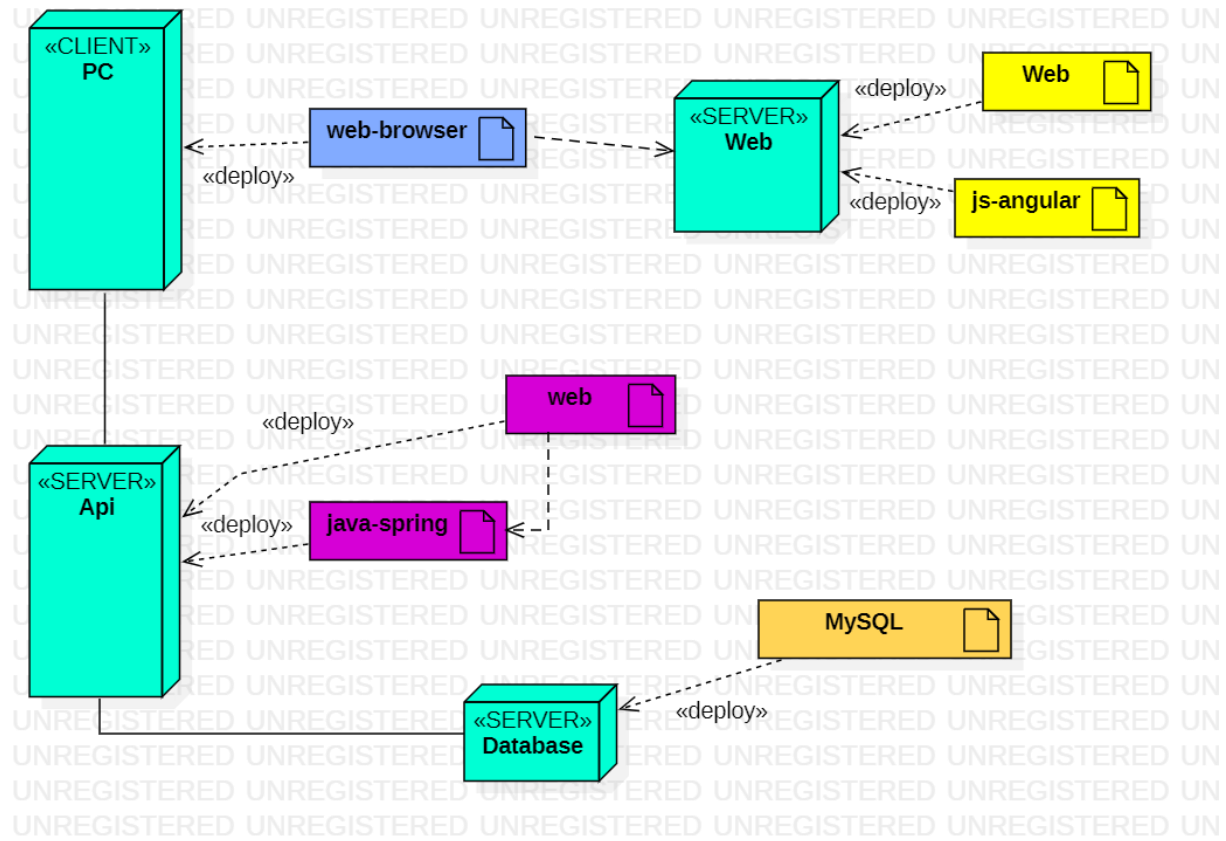 «CLIENT»
PC
web-browser
«deploy»
«SERVER»
Web
«deploy»
Web
«deploy»
js-angular
web
«deploy»
«SERVER»
Api
«deploy»
java-spring
MySQL
«deploy»
«SERVER»
Database
UNREGISTERED UNREGISTERED UNREGISTERED UNREGISTERED UNREGISTERED UN